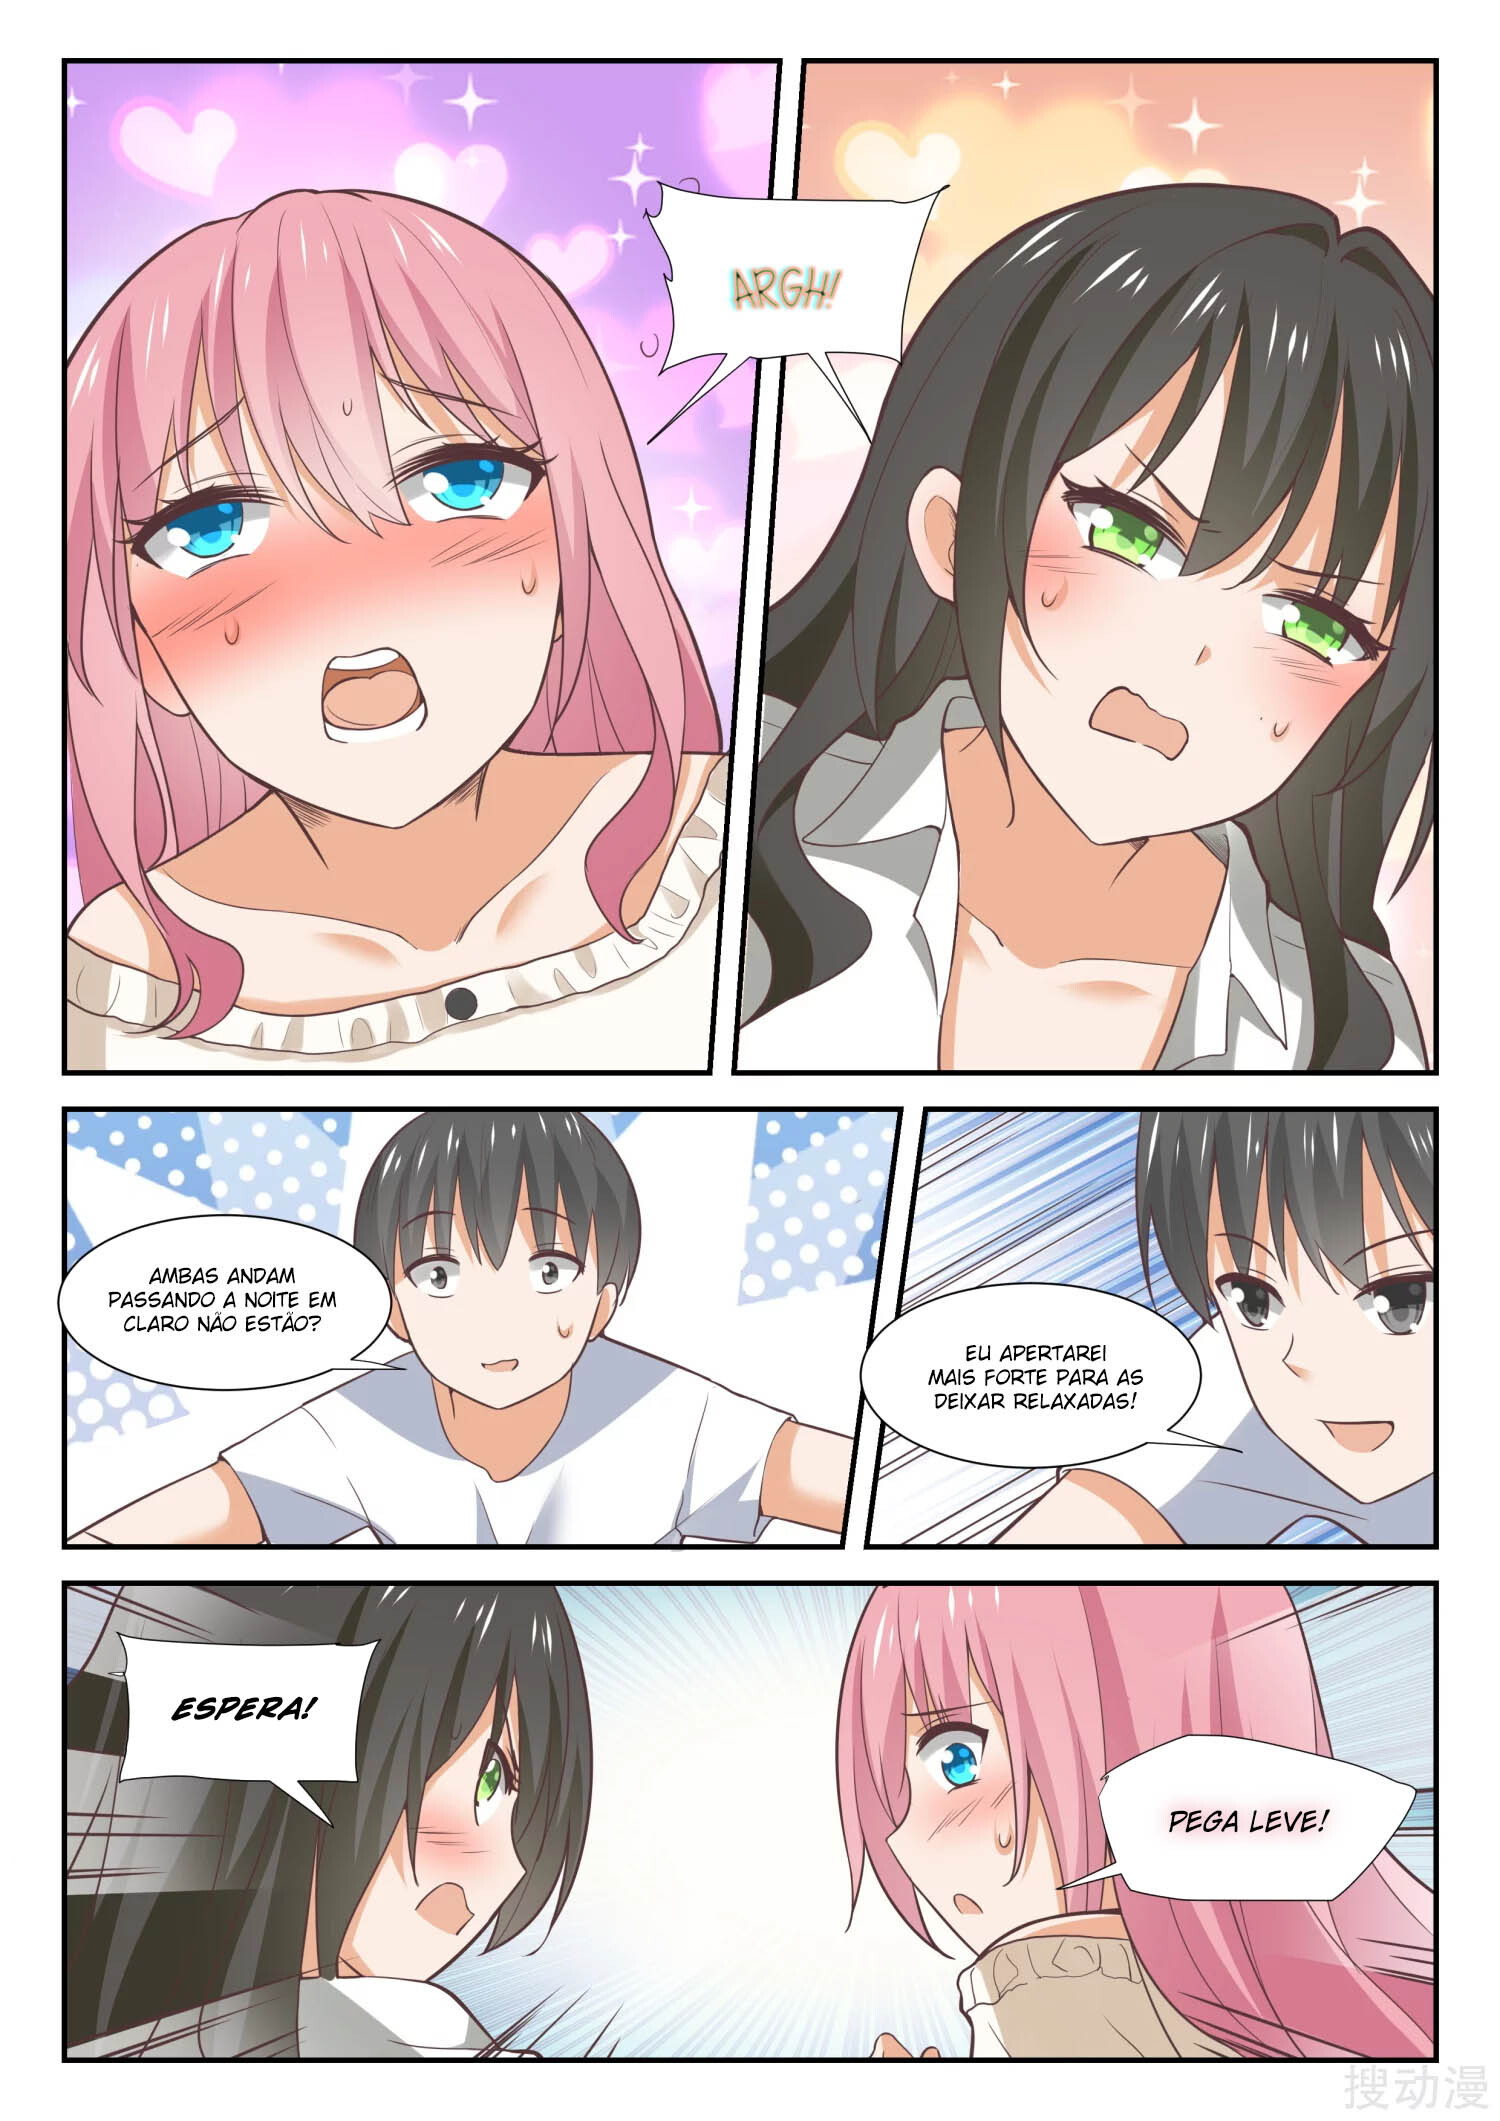 ARGH!
AMBAS ANDAM
PASSANDO A NOITE EM
CLARO NÃO ESTÃO?
EU APERTAREI
MAIS FORTE PARA AS
DEIXAR RELAXADAS!
ESPERA!
PEGA LEVE!
搜动漫